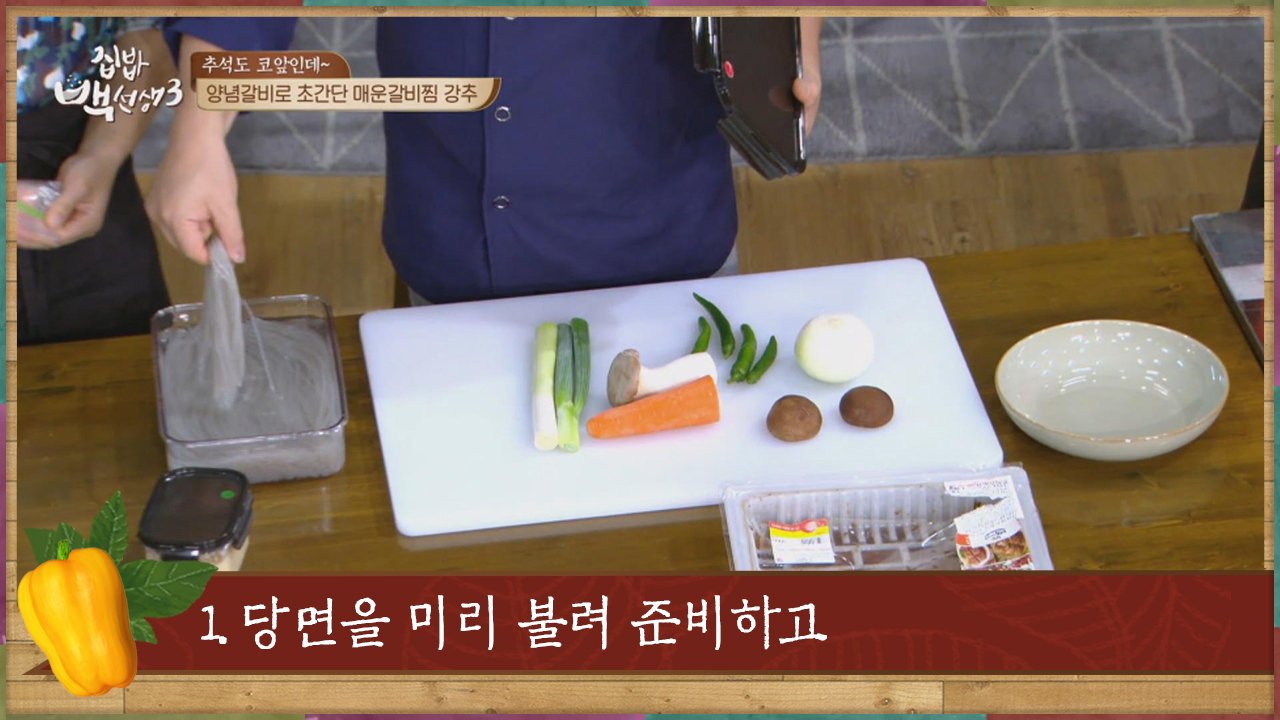 집밥
백선생3
추석도 코앞인데~
양념갈비로 초간단 매운갈비찜 강추
1. 당면을 미리 불려 준비하고